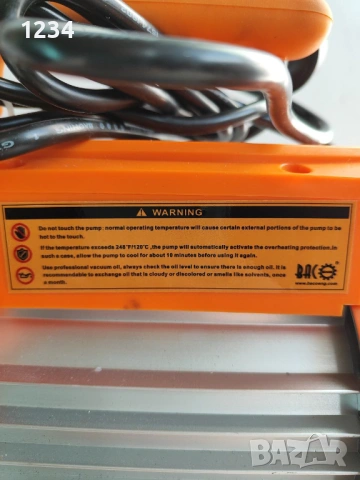 1234
WARNING
Do not touch the pump : normal operating temperature will cause certain external portions of the pump to be
hot to the touch.
If the temperature exceeds 248°F/120°C ,the pump will automatically activate the overheating protection.In
such a case, allow the pump to cool for about 15 minutes before using it again.
Use professional vacuum oil, always check the oil level to ensure there is enough oil. It is
recommendable to exchange oil that is cloudy or discolored or smells like solvents, once
a month.
BACO
BAZAR
bg